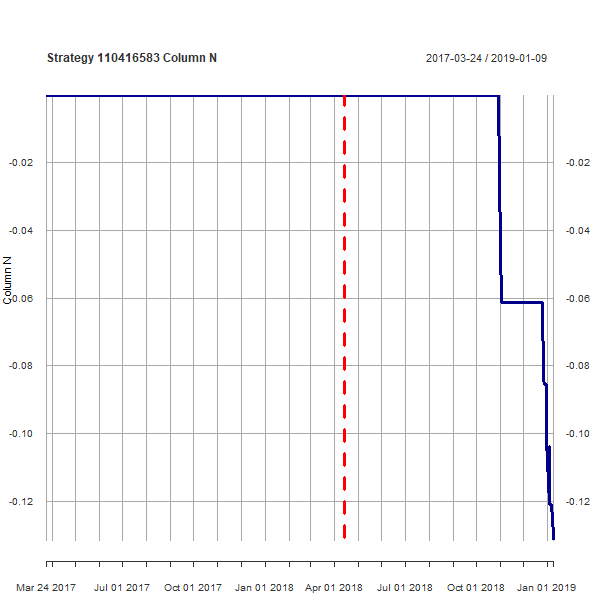 Strategy 110416583 Column N
2017-03-24 / 2019-01-09
-0.02
-0.02
-0.04
-0.04
Column N
-0.06
-0.06
-0.08
-0.08
-0.10
-0.10
-0.12
-0.12
Mar 24 2017
Jul 01 2017
Oct 01 2017
Jan 01 2018
Apr 01 2018
Jul 01 2018
Oct 01 2018
Jan 01 2019